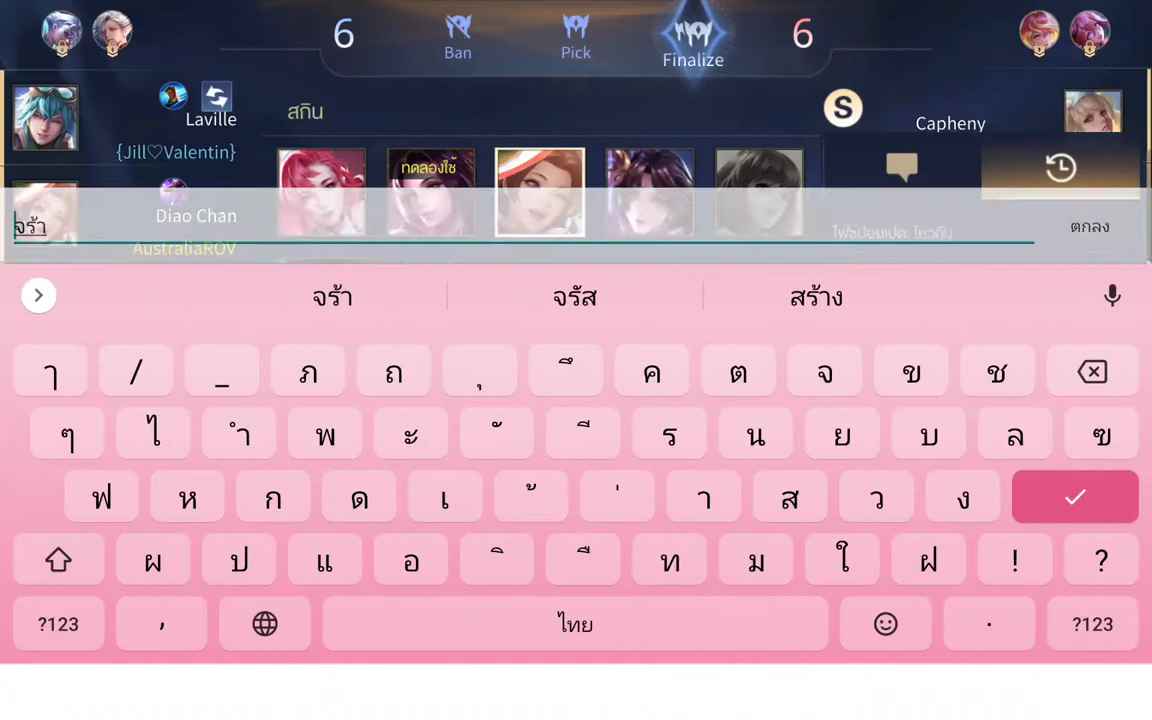 6
Ban
Pick
Finalize
6
Laville
{Jill♡Valentin}
สกิน
S
Capheny
ทดลองใช้
Diao Chan
AustraliaROV
จร้า
ตกลง
จร้า
จรัส
สร้าง
ๅ / _ ภ ถ ุ ึ ค ต จ ข ช
ๆ ไ ำ พ ะ ั ี ร น ย บ ล ฃ
ฟ ห ก ด เ ้ ่ า ส ว ง
ผ ป แ อ ิ ื ท ม ใ ฝ ! ?
?123 , ไทย . ?123